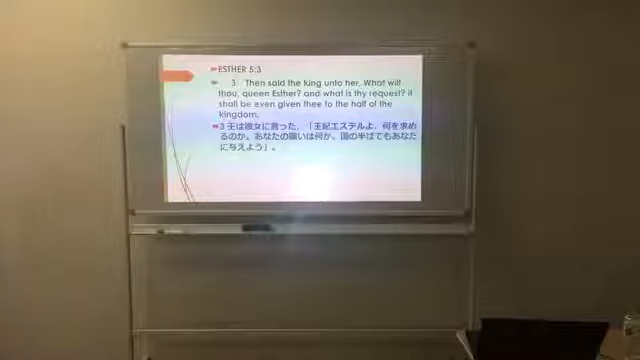 ESTHER 5:3
3 Then said the king unto her, What wilt
thou, queen Esther? and what is thy request? it
shall be even given thee to the half of the
kingdom.
3 王は彼女に言った、「王妃エステルよ、何を求め
るのか。あなたの願いは何か。国の半ばでもあなた
に与えよう」。